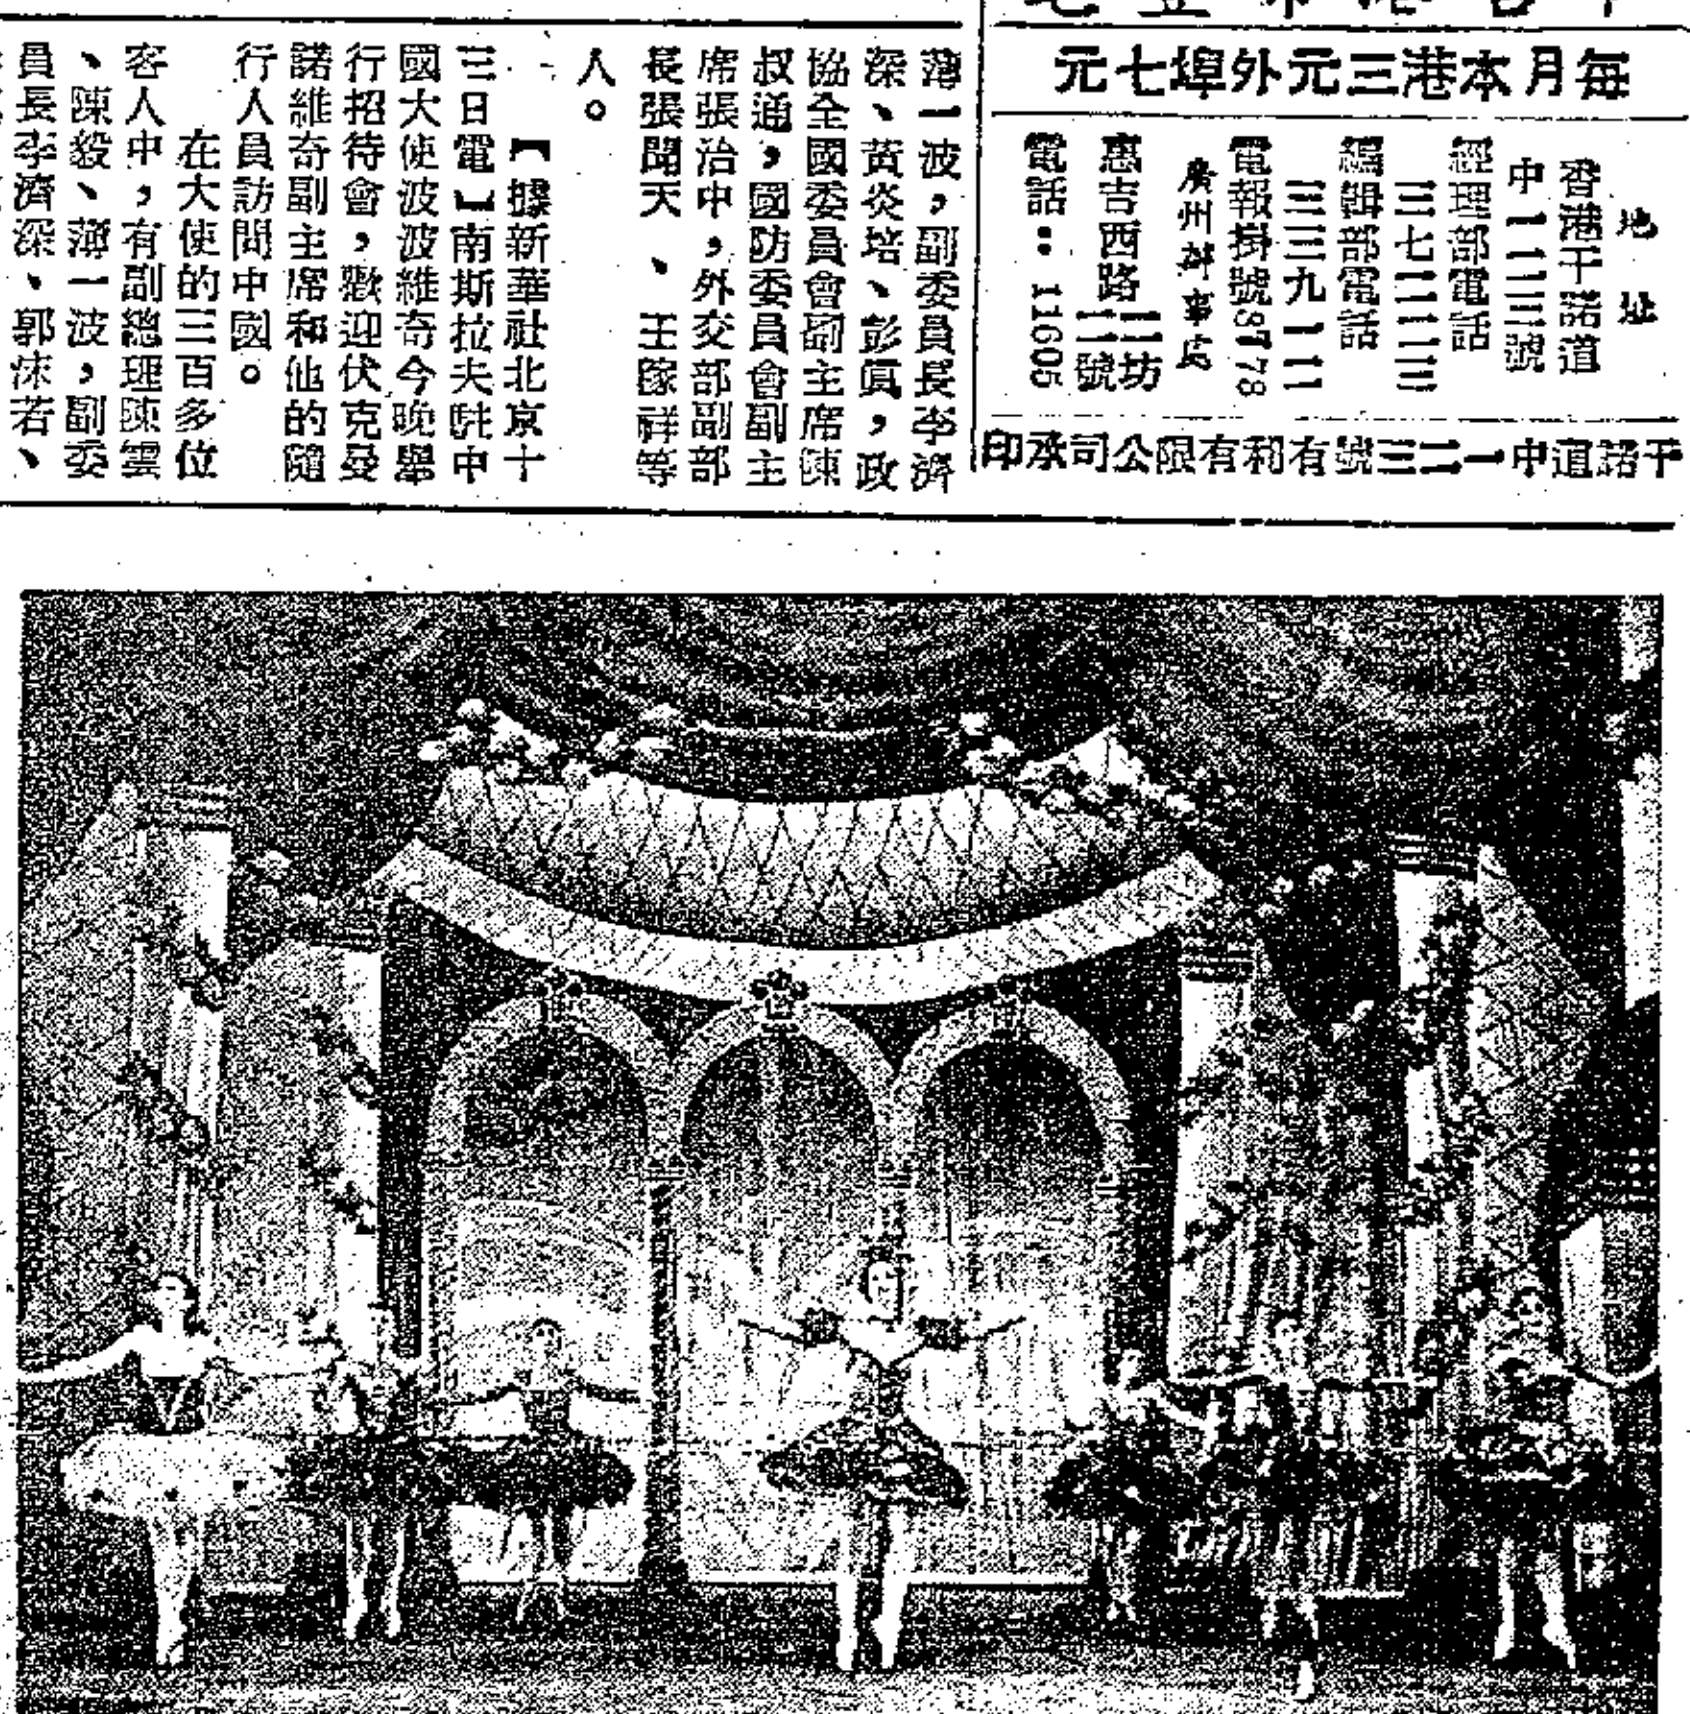 每月本港三元外埠七元
地址
香港干諾道
中一二三號
經理部電話
三七二二三
編輯部電話
三三九一二
電報掛號8778
廣州辦事處
惠吉西路二坊
二號
電話：11605
干諾道中一二三號有利有限公司承印
薄一波，副委員長李濟
深、黃炎培、彭眞，政
協全國委員會副主席陳
叔通，國防委員會副主
席張治中，外交部副部
長張聞天、王稼祥等
人。
【據新華社北京十
三日電】南斯拉夫駐中
國大使波波維奇今晚舉
行招待會，歡迎伏克曼
諾維奇副主席和他的隨
行人員訪問中國。
在大使的三百多位
客人中，有副總理陳雲
、陳毅、薄一波，副委
員長李濟深、郭沫若、